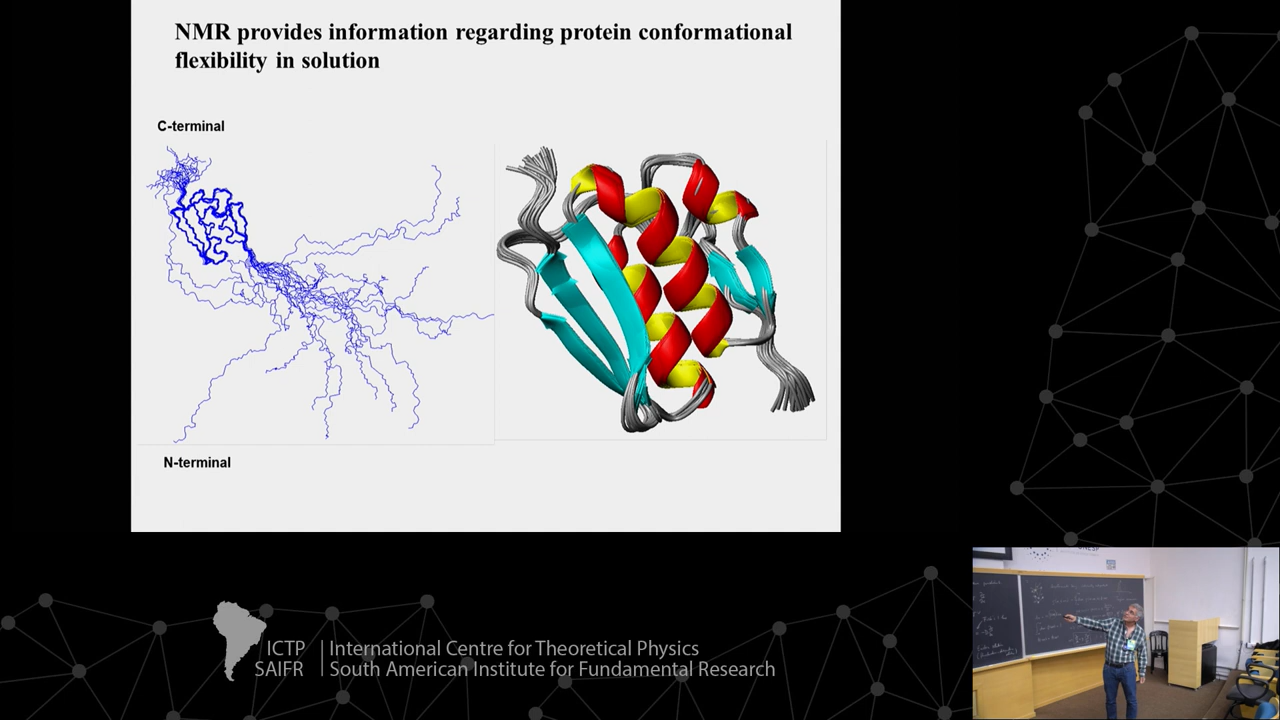 NMR provides information regarding protein conformational
flexibility in solution
C-terminal
N-terminal
ICTP | International Centre for Theoretical Physics
SAIFR | South American Institute for Fundamental Research